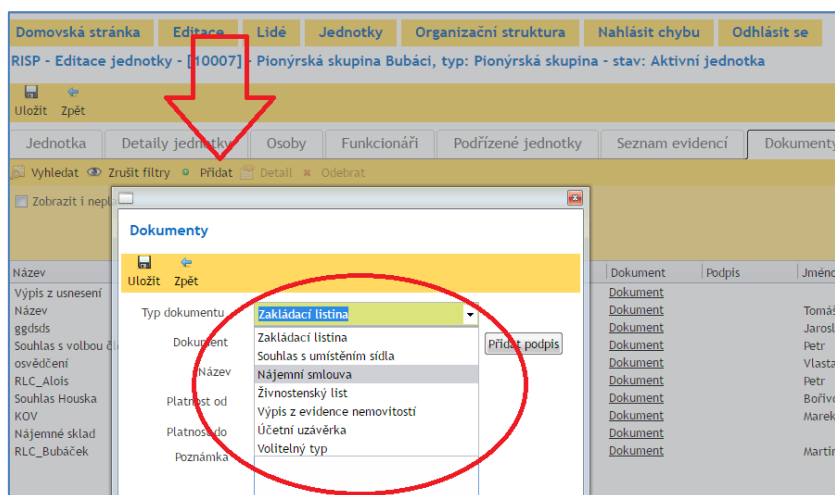 Domovská stránka Editace Lidé Jednotky Organizační struktura Nahlásit chybu Odhlásit se
RISP - Editace jednotky - [10007] - Pionýrská skupina Bubáci, typ: Pionýrská skupina - stav: Aktivní jednotka
Uložit Zpět
Jednotka Detaily jednotky Osoby Funkcionáři Podřízené jednotky Seznam evidencí Dokumenty
Vyhledat Zrušit filtry Přidat Detail Odebrat
Zobrazit i nepla
Dokumenty
Uložit Zpět
Typ dokumentu Zakládací listina
Zakládací listina
Souhlas s umístěním sídla
Nájemní smlouva
Živnostenský list
Výpis z evidence nemovitostí
Účetní uzávěrka
Volitelný typ
Dokument Přidat podpis
Název
Platnost od
Platnost do
Poznámka
Název Dokument Podpis Jméno
Výpis z usnesení Dokument
Název Dokument Tomáš
ggdsds Dokument Jarosl
Souhlas s volbou čl Dokument Petr
osvědčení Dokument Vlasta
RLC_Alois Dokument Petr
Souhlas Houska Dokument Bořivo
KOV Dokument Marek
Nájemné sklad Dokument
RLC_Bubáček Dokument Martin